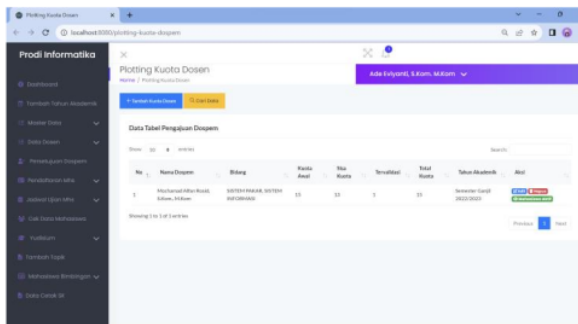 Plotting Kuota Dosen
localhost:8000/plotting-kuota-dospem
Prodi Informatika
Plotting Kuota Dosen
Home / Plotting Kuota Dosen
Ade Eviyanti, S.Kom. M.Kom
Dashboard
Tambah Tahun Akademik
Master Data
Data Dosen
Persetujuan Dospem
Pendaftaran Mhs
Jadwal Ujian Mhs
Cek Data Mahasiswa
Yudisium
Tambah Topik
Mahasiswa Bimbingan
Data Cetak SK
+ Tambah Kuota Dosen
Cari Data
Data Tabel Pengajuan Dospem
Show 10 entries
Search:
No Nama Dospem Bidang Kuota Awal Sisa Kuota Tervalidasi Total Kuota Tahun Akademik Aksi
1 Mochamad Alfan Rosid, S.Kom., M.Kom SISTEM PAKAR, SISTEM INFORMASI 15 15 Semester Ganjil 2022/2023
Edit Hapus
Showing 1 to 1 of 1 entries
Previous 1 Next